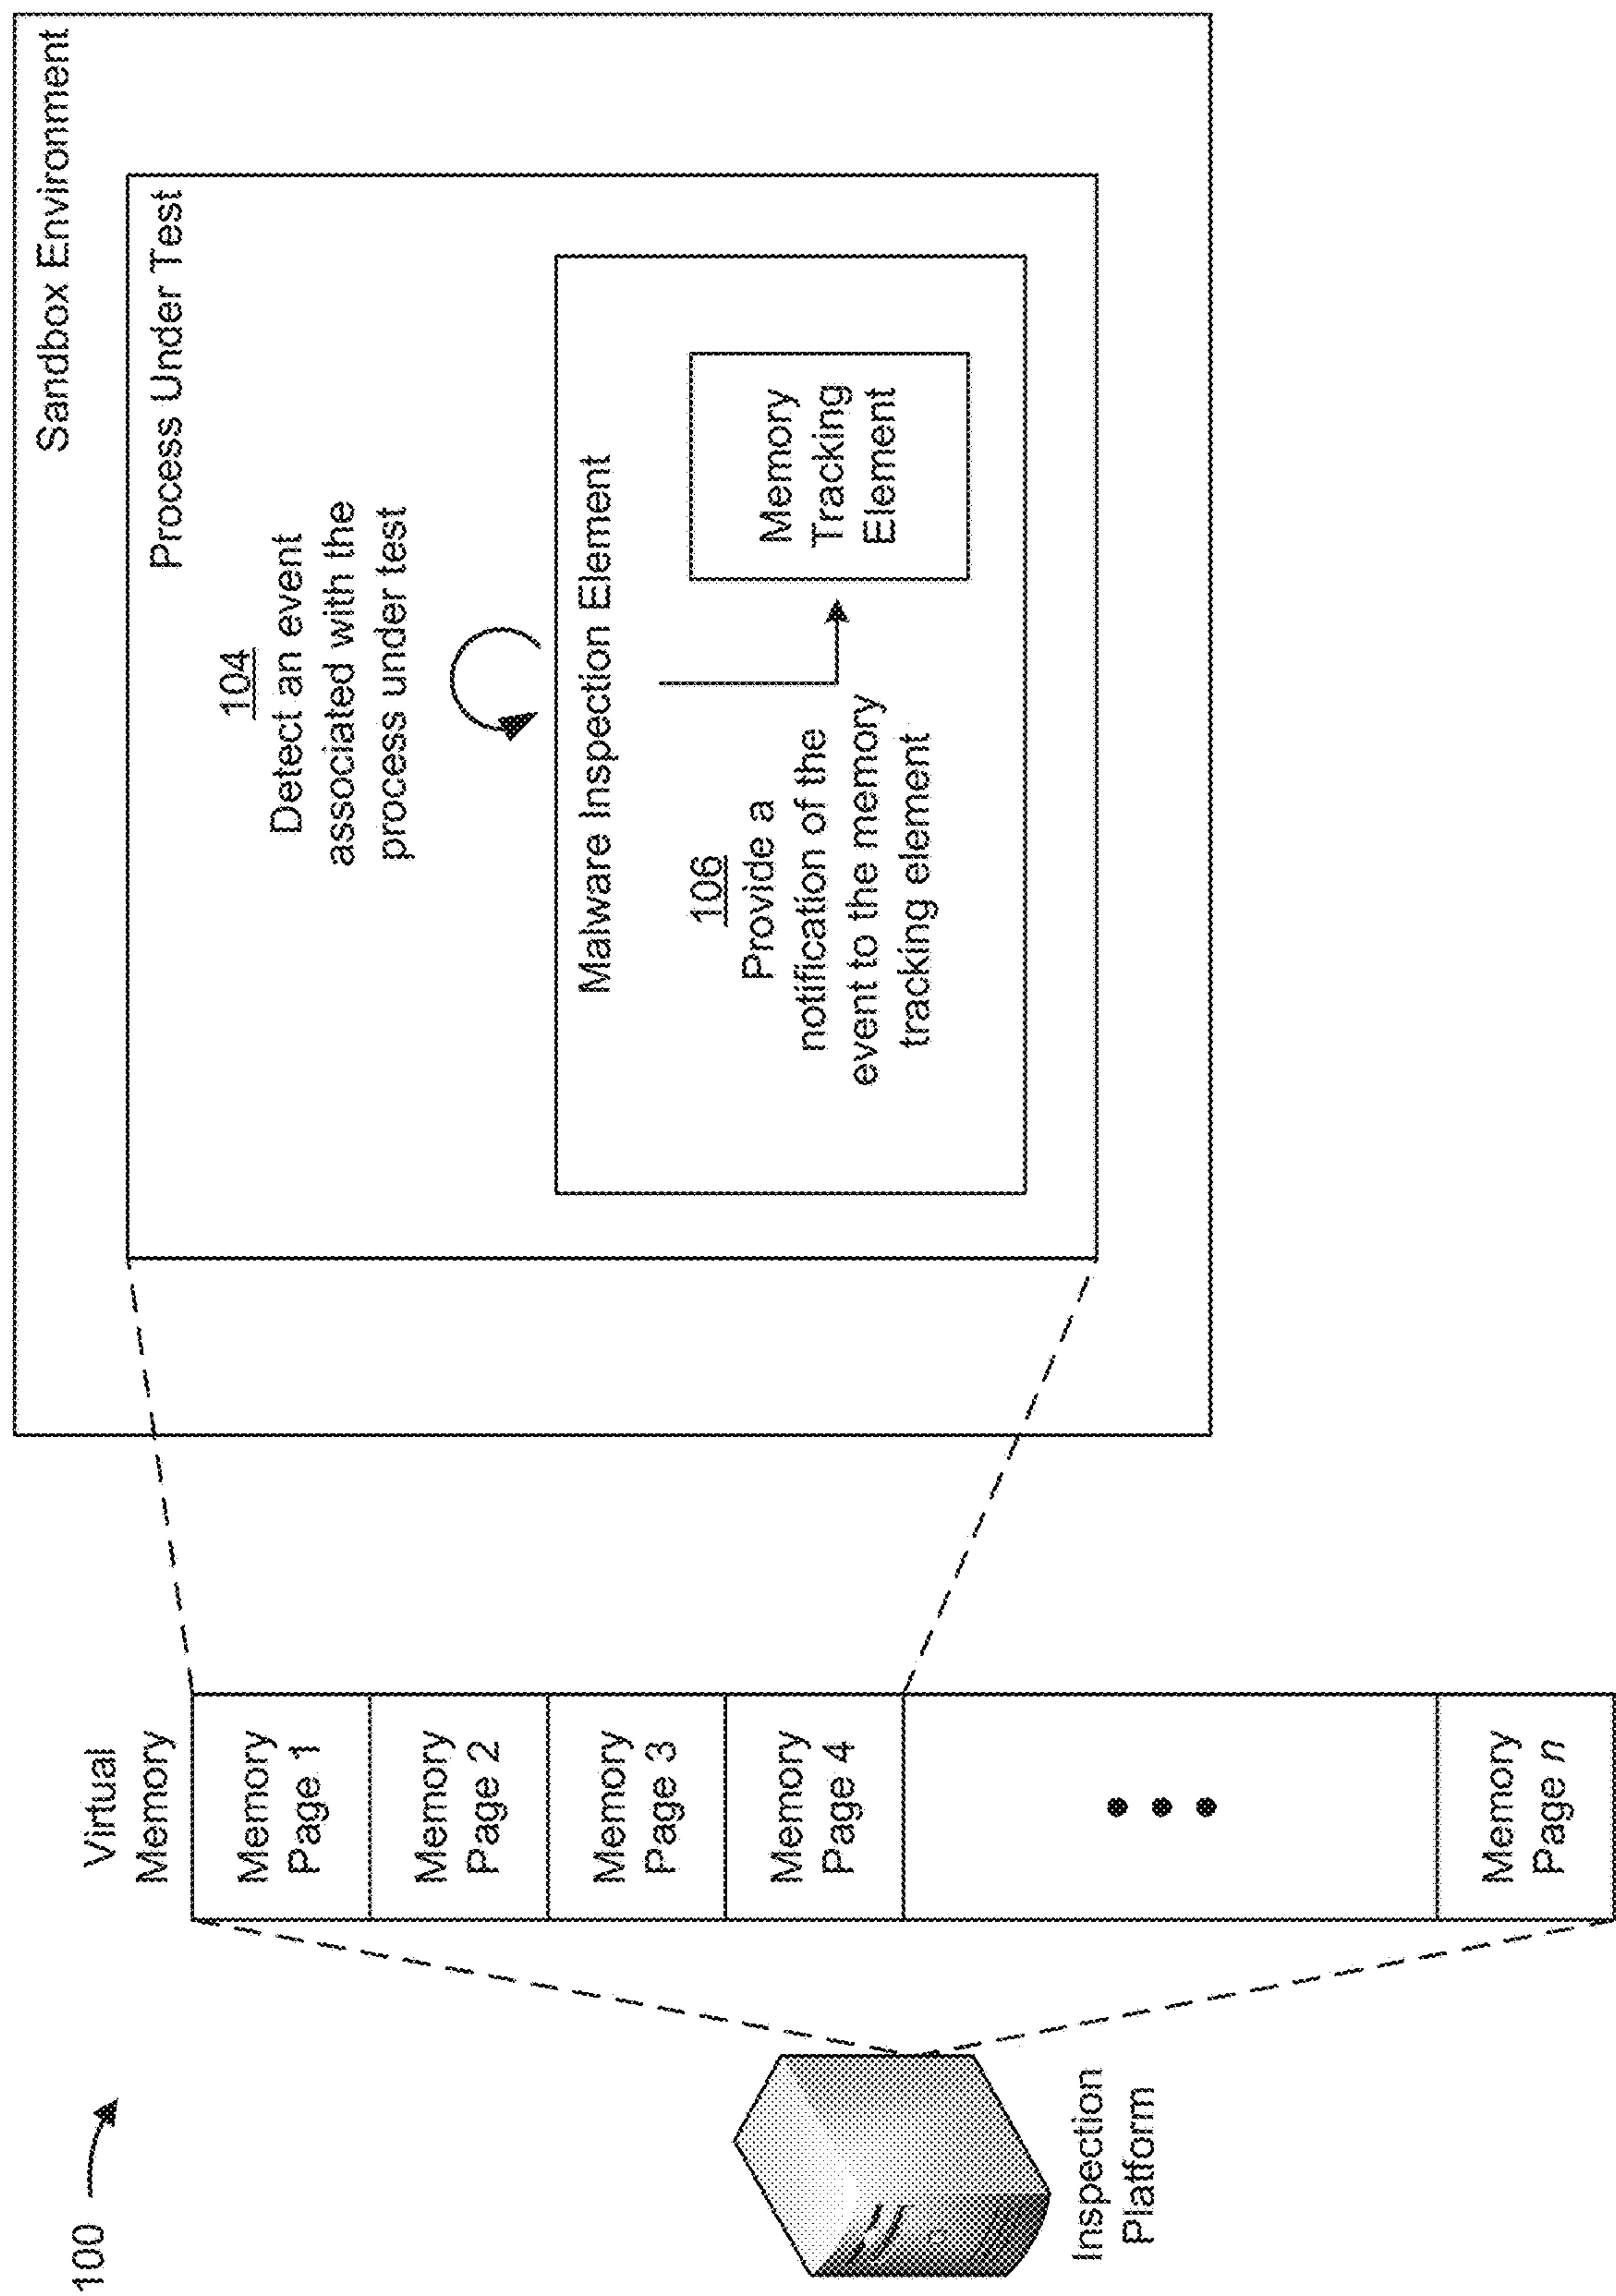 100
Inspection
Platform
Virtual
Memory
Memory
Page 1
Memory
Page 2
Memory
Page 3
Memory
Page 4
Memory
Page n
Sandbox Environment
Process Under Test
104
Detect an event
associated with the
process under test
Malware Inspection Element
106
Provide a
notification of the
event to the memory
tracking element
Memory
Tracking
Element